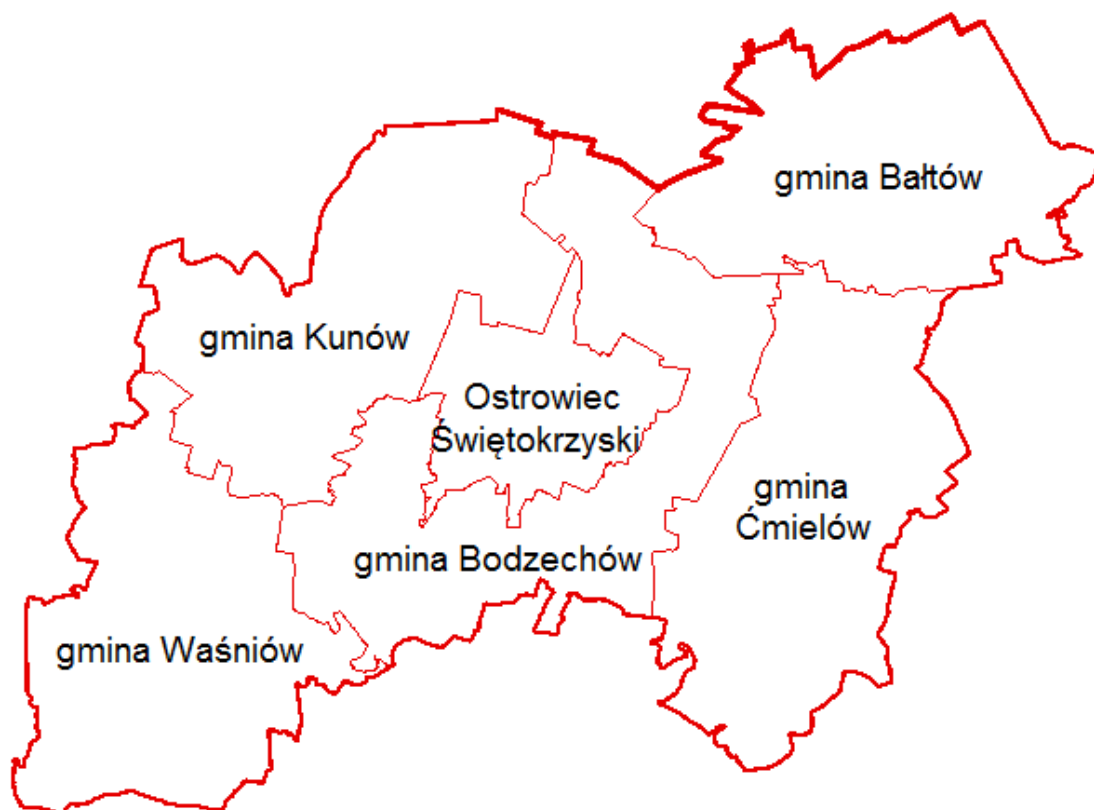 gmina Bałtów
gmina Kunów
Ostrowiec
Świętokrzyski
gmina
Ćmielów
gmina Bodzechów
gmina Waśniów